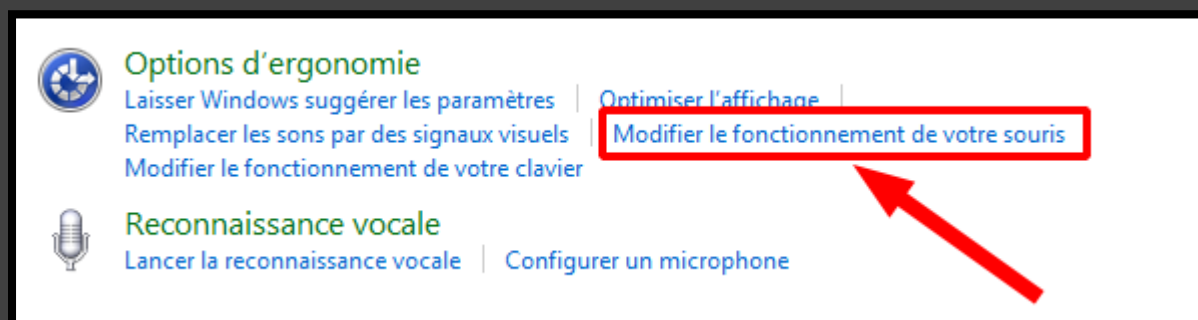 Options d’ergonomie
Laisser Windows suggérer les paramètres Optimiser l’affichage
Remplacer les sons par des signaux visuels Modifier le fonctionnement de votre souris
Modifier le fonctionnement de votre clavier
Reconnaissance vocale
Lancer la reconnaissance vocale Configurer un microphone